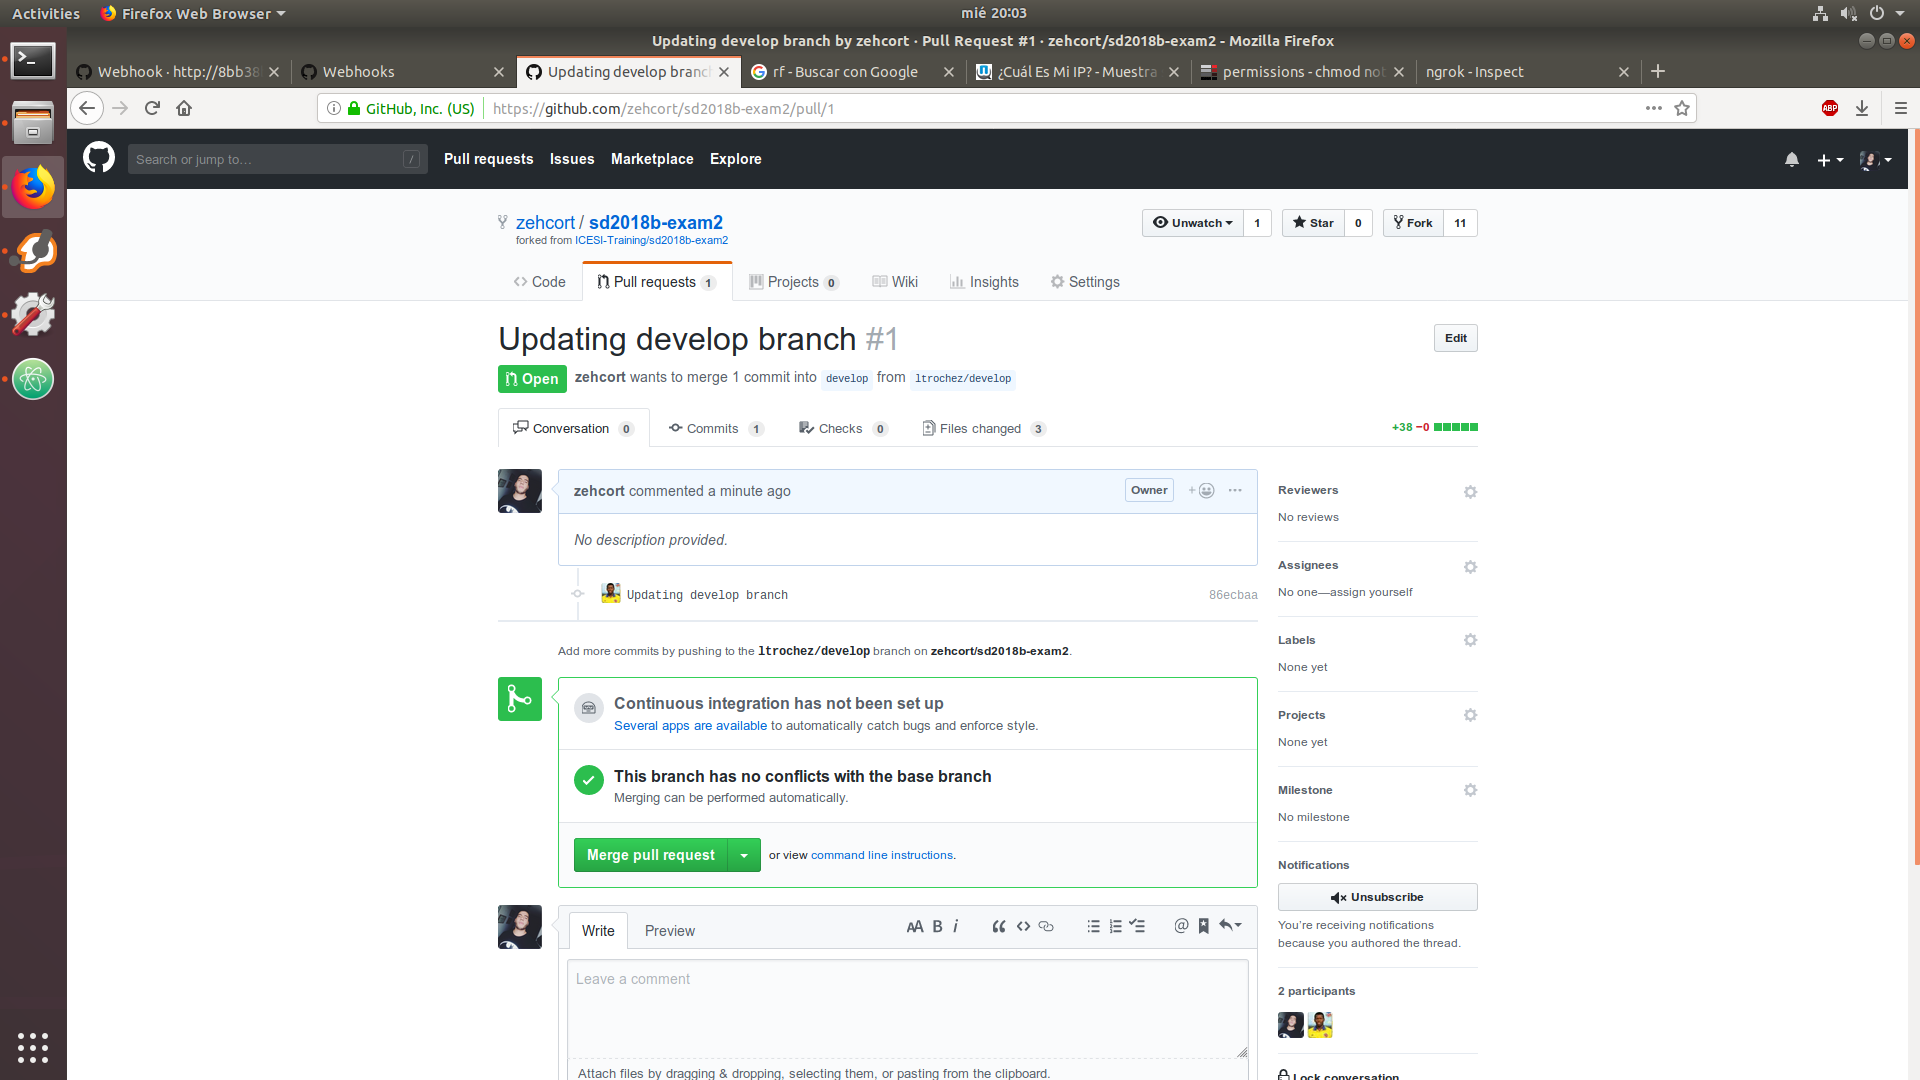 Activities Firefox Web Browser mié 20:03
Updating develop branch by zehcort · Pull Request #1 · zehcort/sd2018b-exam2 - Mozilla Firefox
Webhook · http://8bb38 Webhooks Updating develop branc rf - Buscar con Google ¿Cuál Es Mi IP? - Muestra permissions - chmod not ngrok - Inspect
GitHub, Inc. (US) https://github.com/zehcort/sd2018b-exam2/pull/1 ABP
Search or jump to… / Pull requests Issues Marketplace Explore
zehcort / sd2018b-exam2 Unwatch 1 Star 0 Fork 11
forked from ICESI-Training/sd2018b-exam2
Code Pull requests 1 Projects 0 Wiki Insights Settings
Updating develop branch #1 Edit
Open zehcort wants to merge 1 commit into develop from ltrochez/develop
Conversation 0 Commits 1 Checks 0 Files changed 3 +38 −0
zehcort commented a minute ago Owner
No description provided.
Updating develop branch 86ecbaa
Add more commits by pushing to the ltrochez/develop branch on zehcort/sd2018b-exam2.
Continuous integration has not been set up
Several apps are available to automatically catch bugs and enforce style.
This branch has no conflicts with the base branch
Merging can be performed automatically.
Merge pull request or view command line instructions.
Write Preview AA B i
Leave a comment
Attach files by dragging & dropping, selecting them, or pasting from the clipboard.
Reviewers
No reviews
Assignees
No one—assign yourself
Labels
None yet
Projects
None yet
Milestone
No milestone
Notifications
Unsubscribe
You're receiving notifications
because you authored the thread.
2 participants
Lock conversation